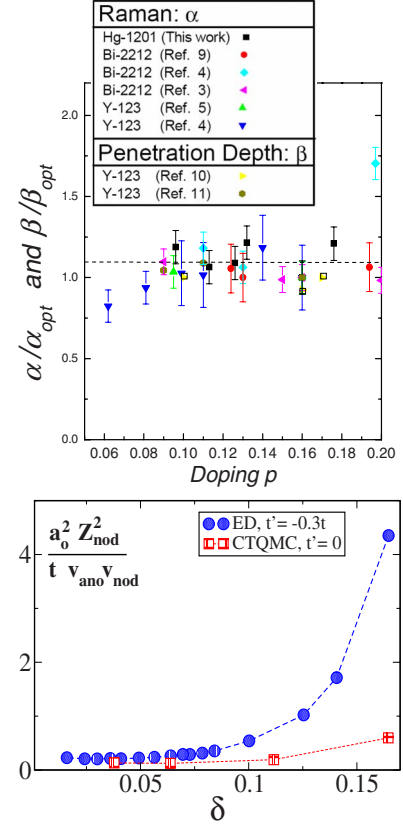 Raman: α
Hg-1201 (This work)
Bi-2212 (Ref. 9)
Bi-2212 (Ref. 4)
Bi-2212 (Ref. 3)
Y-123 (Ref. 5)
Y-123 (Ref. 4)
Penetration Depth: β
Y-123 (Ref. 10)
Y-123 (Ref. 11)
α/α_opt and β/β_opt
2.0
1.5
1.0
0.5
0.0
0.06 0.08 0.10 0.12 0.14 0.16 0.18 0.20
Doping p
a_o^2 Z_nod^2
t v_ano v_nod
ED, t'= -0.3t
CTQMC, t'= 0
4
2
0
0.05 0.1 0.15
δ